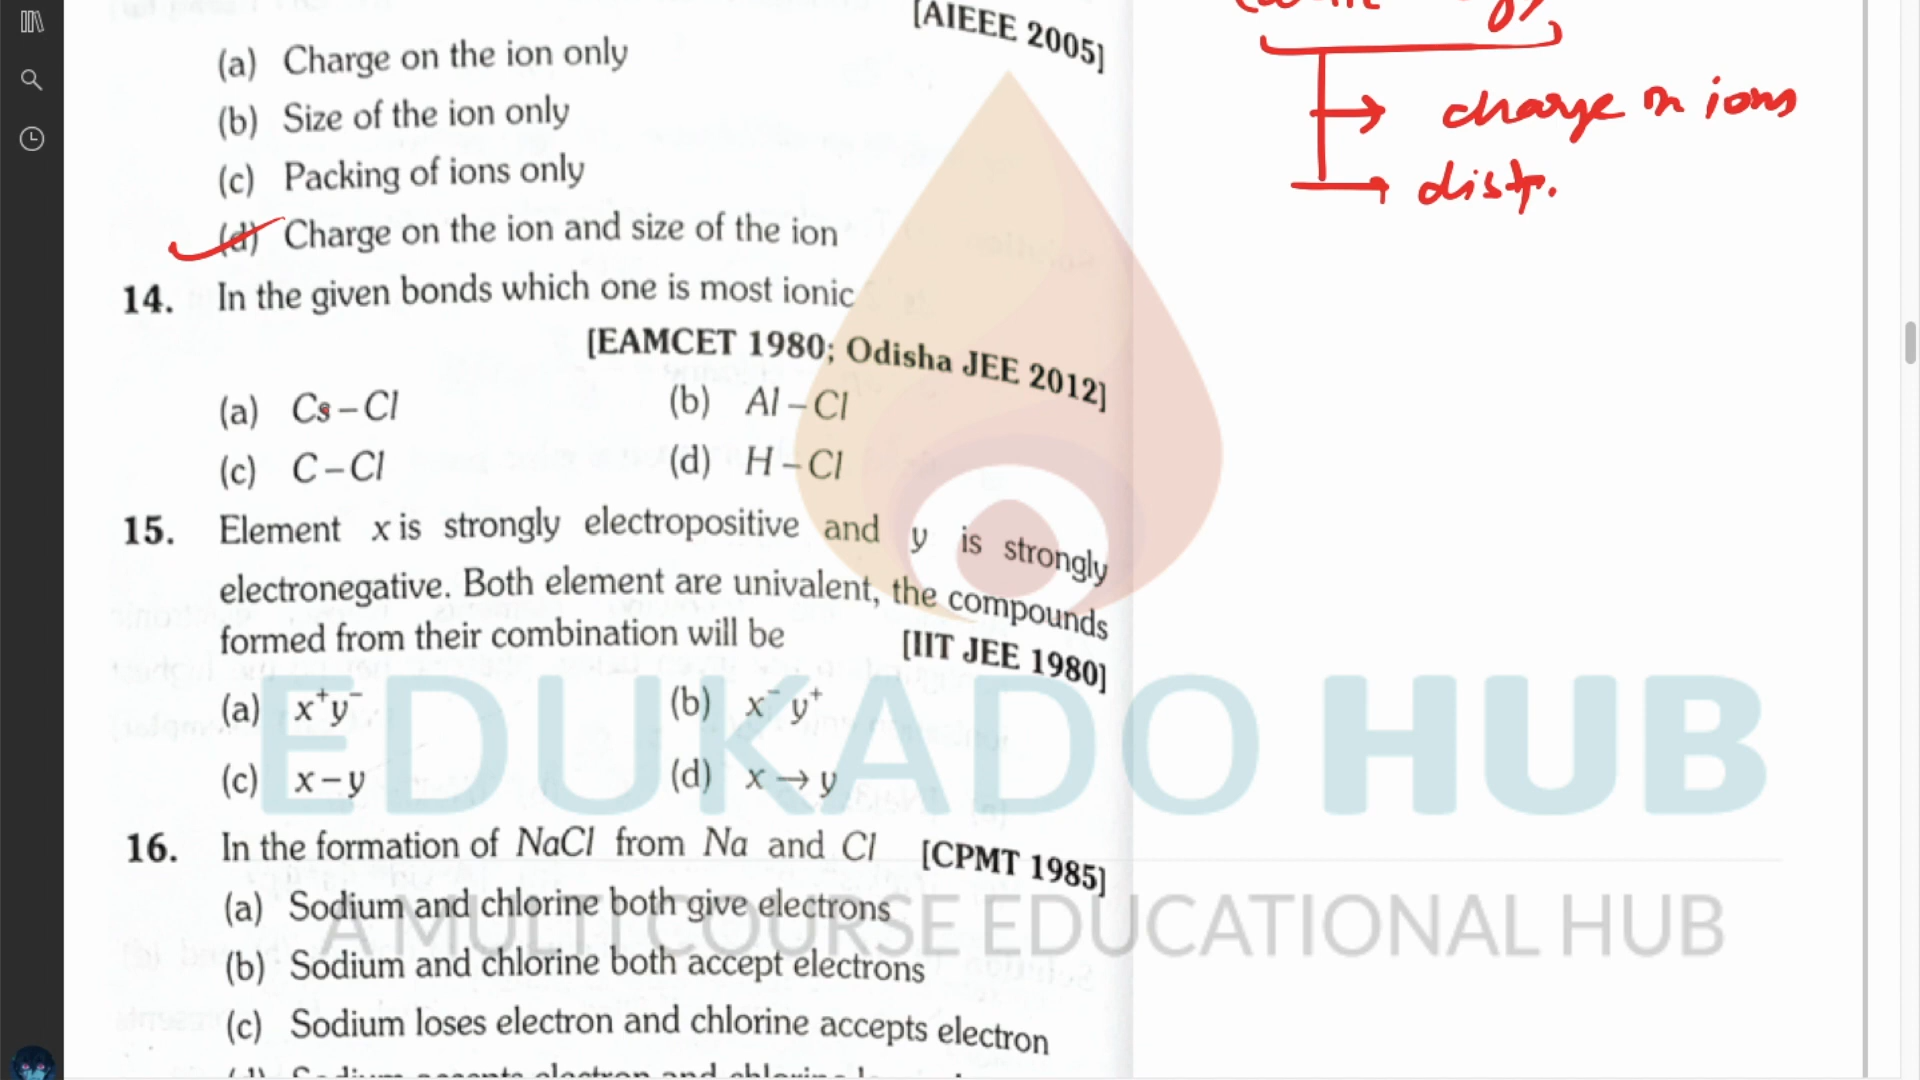 [AIEEE 2005]
(a) Charge on the ion only
(b) Size of the ion only
(c) Packing of ions only
(d) Charge on the ion and size of the ion
14. In the given bonds which one is most ionic
[EAMCET 1980; Odisha JEE 2012]
(a) Cs – Cl (b) Al – Cl
(c) C – Cl (d) H – Cl
15. Element x is strongly electropositive and y is strongly
electronegative. Both element are univalent, the compounds
formed from their combination will be [IIT JEE 1980]
(a) x⁺y⁻ (b) x⁻y⁺
(c) x – y (d) x → y
16. In the formation of NaCl from Na and Cl [CPMT 1985]
(a) Sodium and chlorine both give electrons
(b) Sodium and chlorine both accept electrons
(c) Sodium loses electron and chlorine accepts electron
charge on ions
distr.
EDUKADO HUB
A MULTI COURSE EDUCATIONAL HUB